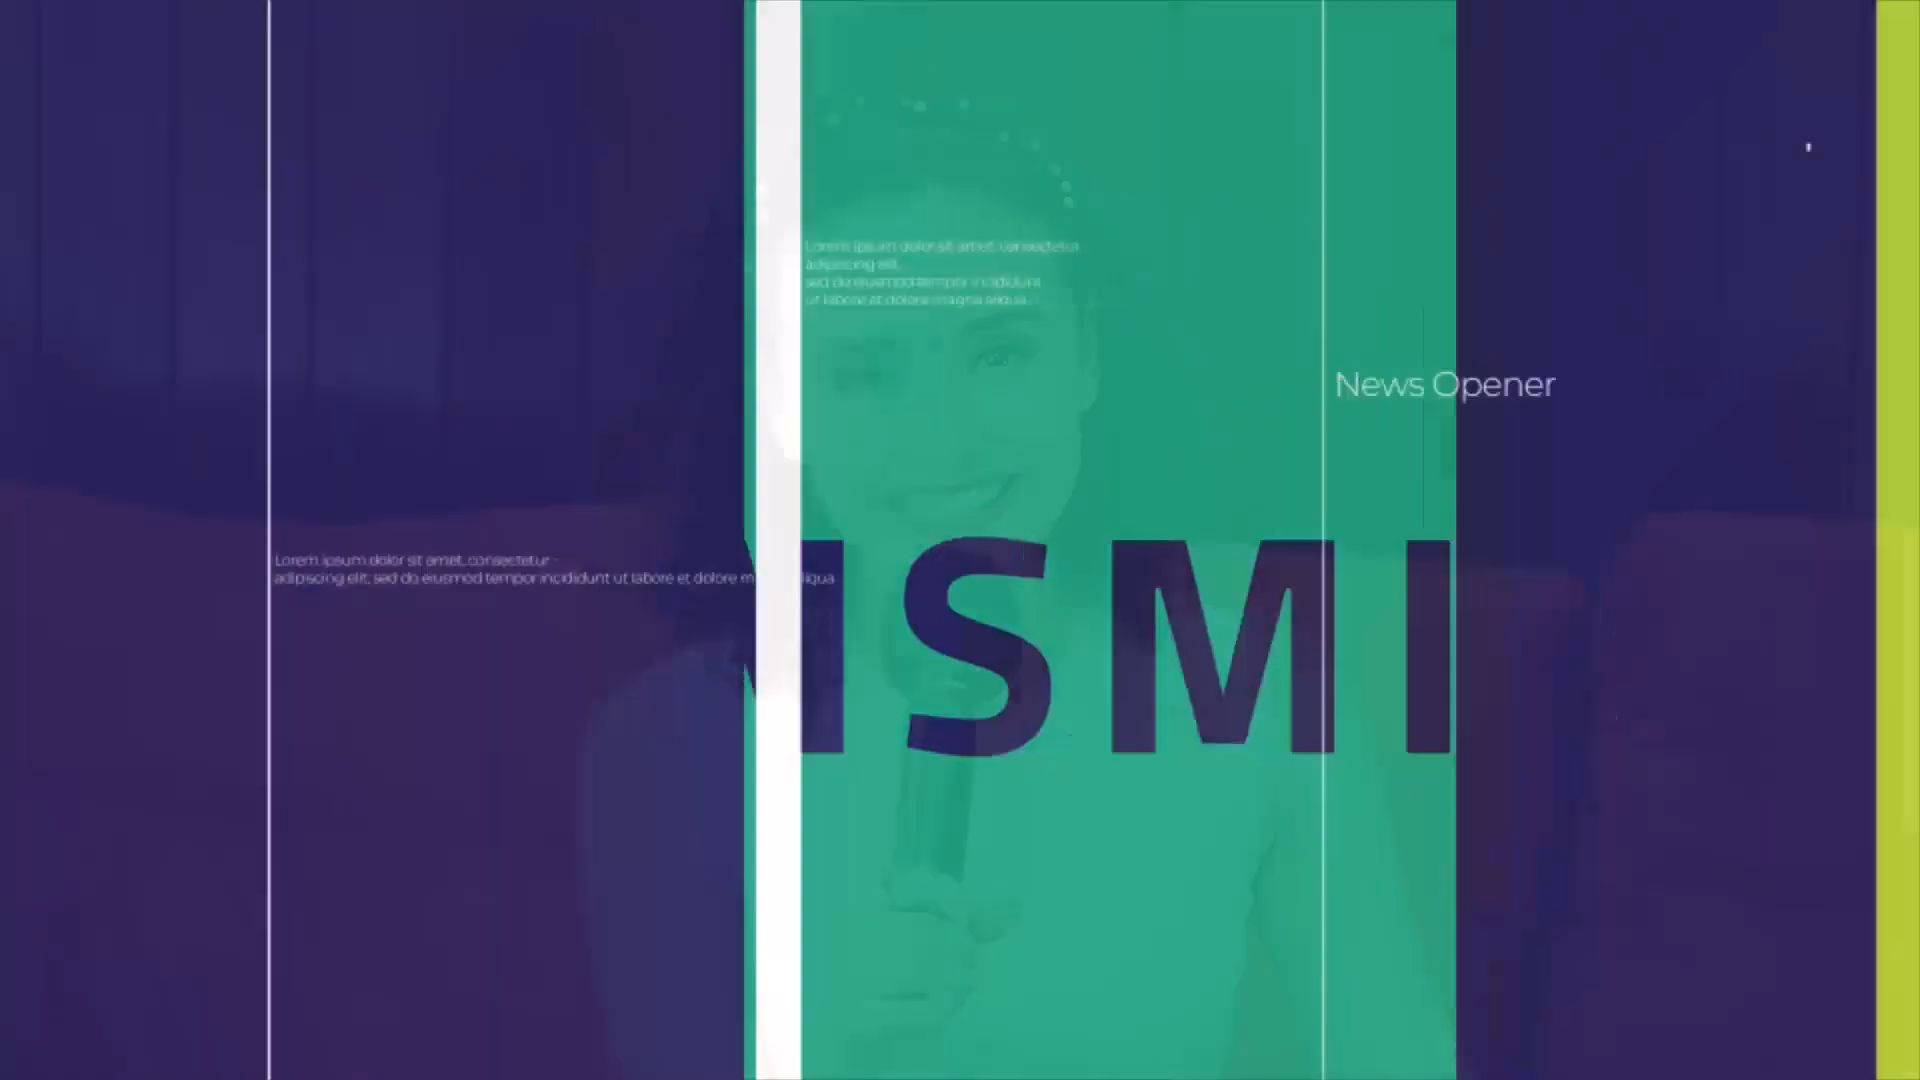 Lorem ipsum dolor sit amet, consectetur
adipiscing elit,
sed do eiusmod tempor incididunt
ut labore et dolore magna aliqua.
News Opener
Lorem ipsum dolor sit amet, consectetur -
adipiscing elit, sed do eiusmod tempor incididunt ut labore et dolore m liqua
ISMI